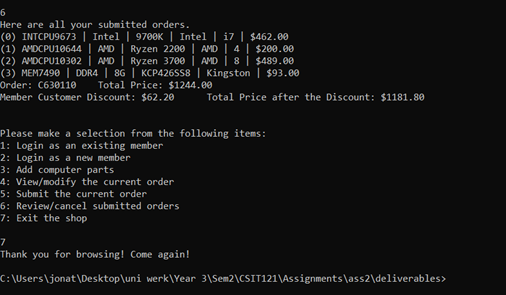 6
Here are all your submitted orders.
(0) INTCPU9673 | Intel | 9700K | Intel | i7 | $462.00
(1) AMDCPU10644 | AMD | Ryzen 2200 | AMD | 4 | $200.00
(2) AMDCPU10302 | AMD | Ryzen 3700 | AMD | 8 | $489.00
(3) MEM7490 | DDR4 | 8G | KCP426SS8 | Kingston | $93.00
Order: C630110    Total Price: $1244.00
Member Customer Discount: $62.20      Total Price after the Discount: $1181.80
Please make a selection from the following items:
1: Login as an existing member
2: Login as a new member
3: Add computer parts
4: View/modify the current order
5: Submit the current order
6: Review/cancel submitted orders
7: Exit the shop
7
Thank you for browsing! Come again!
C:\Users\jonat\Desktop\uni werk\Year 3\Sem2\CSIT121\Assignments\ass2\deliverables>